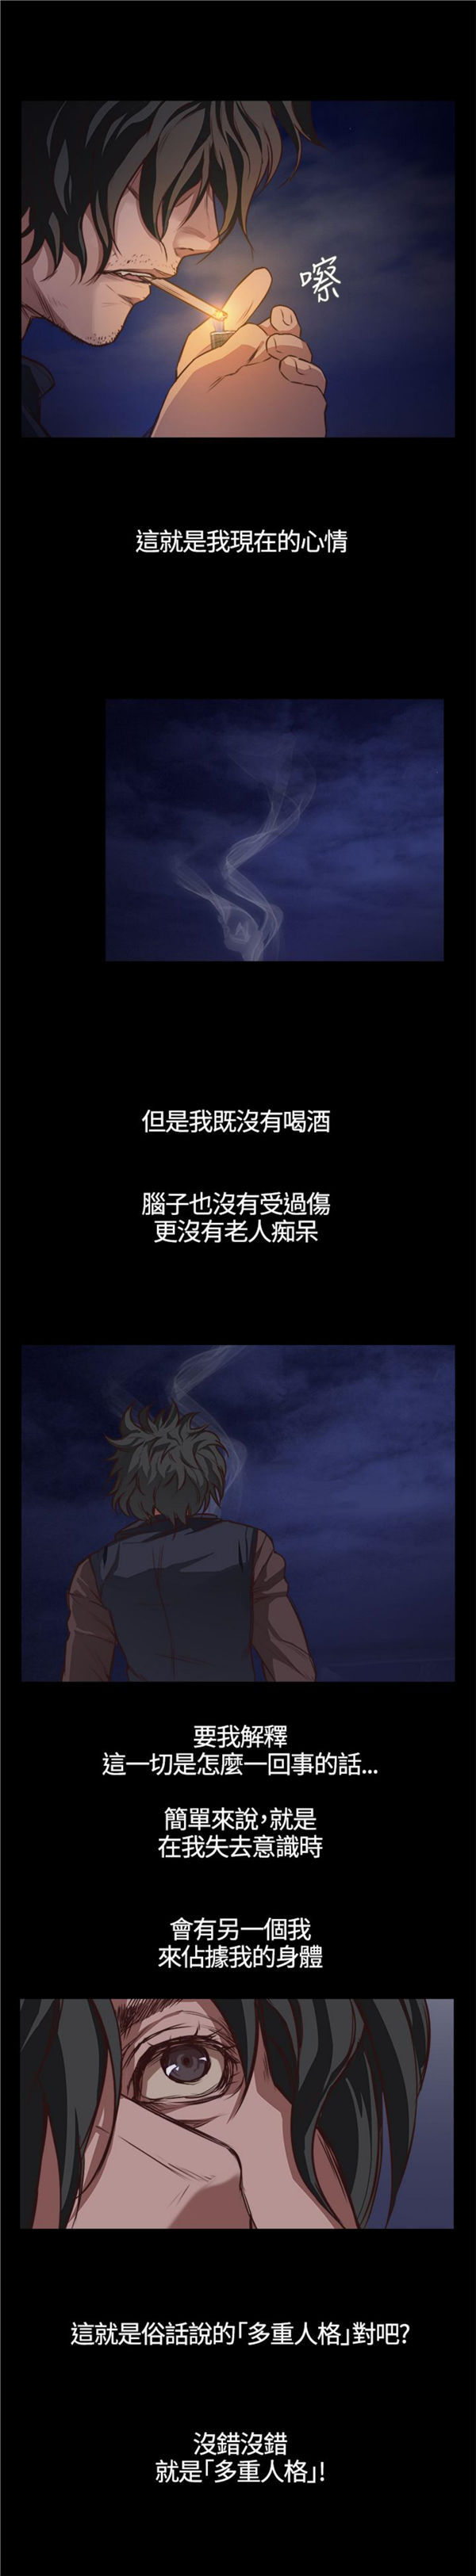 嚓
這就是我現在的心情
但是我既沒有喝酒
腦子也沒有受過傷
更沒有老人痴呆
要我解釋
這一切是怎麼一回事的話...
簡單來說，就是
在我失去意識時
會有另一個我
來佔據我的身體
這就是俗話說的「多重人格」對吧?
沒錯沒錯
就是「多重人格」!